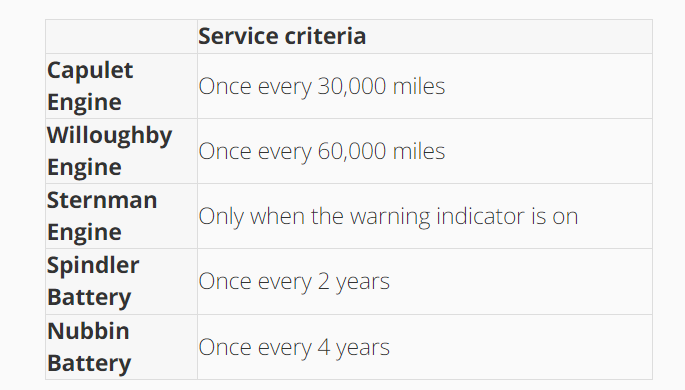 Service criteria
Capulet
Engine
Once every 30,000 miles
Willoughby
Engine
Once every 60,000 miles
Sternman
Engine
Only when the warning indicator is on
Spindler
Battery
Once every 2 years
Nubbin
Battery
Once every 4 years